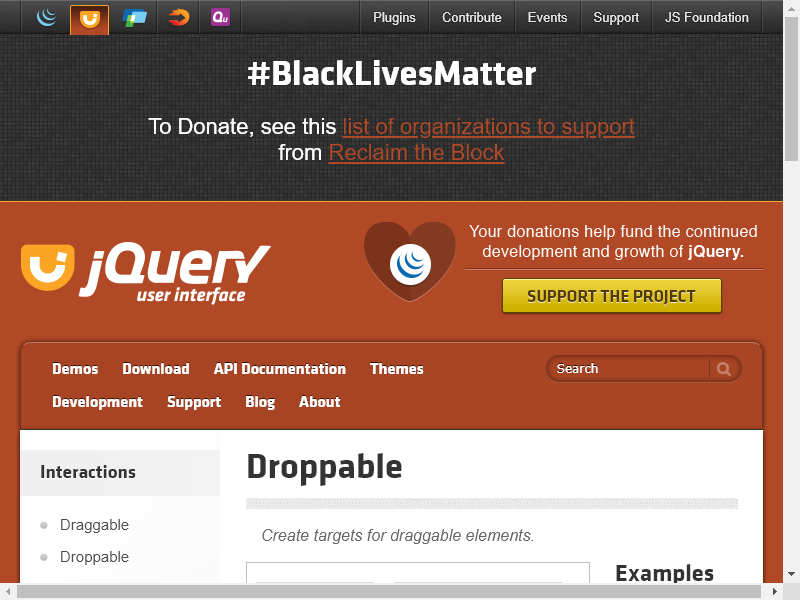 Qu Plugins Contribute Events Support JS Foundation
#BlackLivesMatter
To Donate, see this list of organizations to support
from Reclaim the Block
jQuery
user interface
Your donations help fund the continued
development and growth of jQuery.
SUPPORT THE PROJECT
Demos Download API Documentation Themes
Search
Development Support Blog About
Interactions
Draggable
Droppable
Droppable
Create targets for draggable elements.
Examples